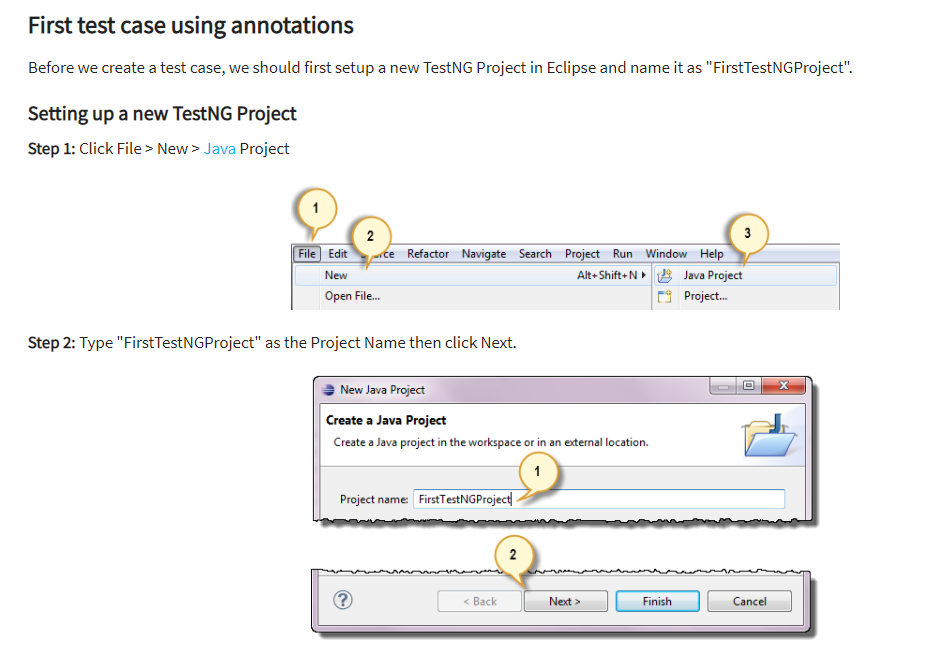 First test case using annotations
Before we create a test case, we should first setup a new TestNG Project in Eclipse and name it as "FirstTestNGProject".
Setting up a new TestNG Project
Step 1: Click File > New > Java Project
1
2
3
File Edit Refactor Navigate Search Project Run Window Help
New Alt+Shift+N Java Project
Open File... Project...
Step 2: Type "FirstTestNGProject" as the Project Name then click Next.
New Java Project
Create a Java Project
Create a Java project in the workspace or in an external location.
1
Project name: FirstTestNGProject
2
? < Back Next > Finish Cancel